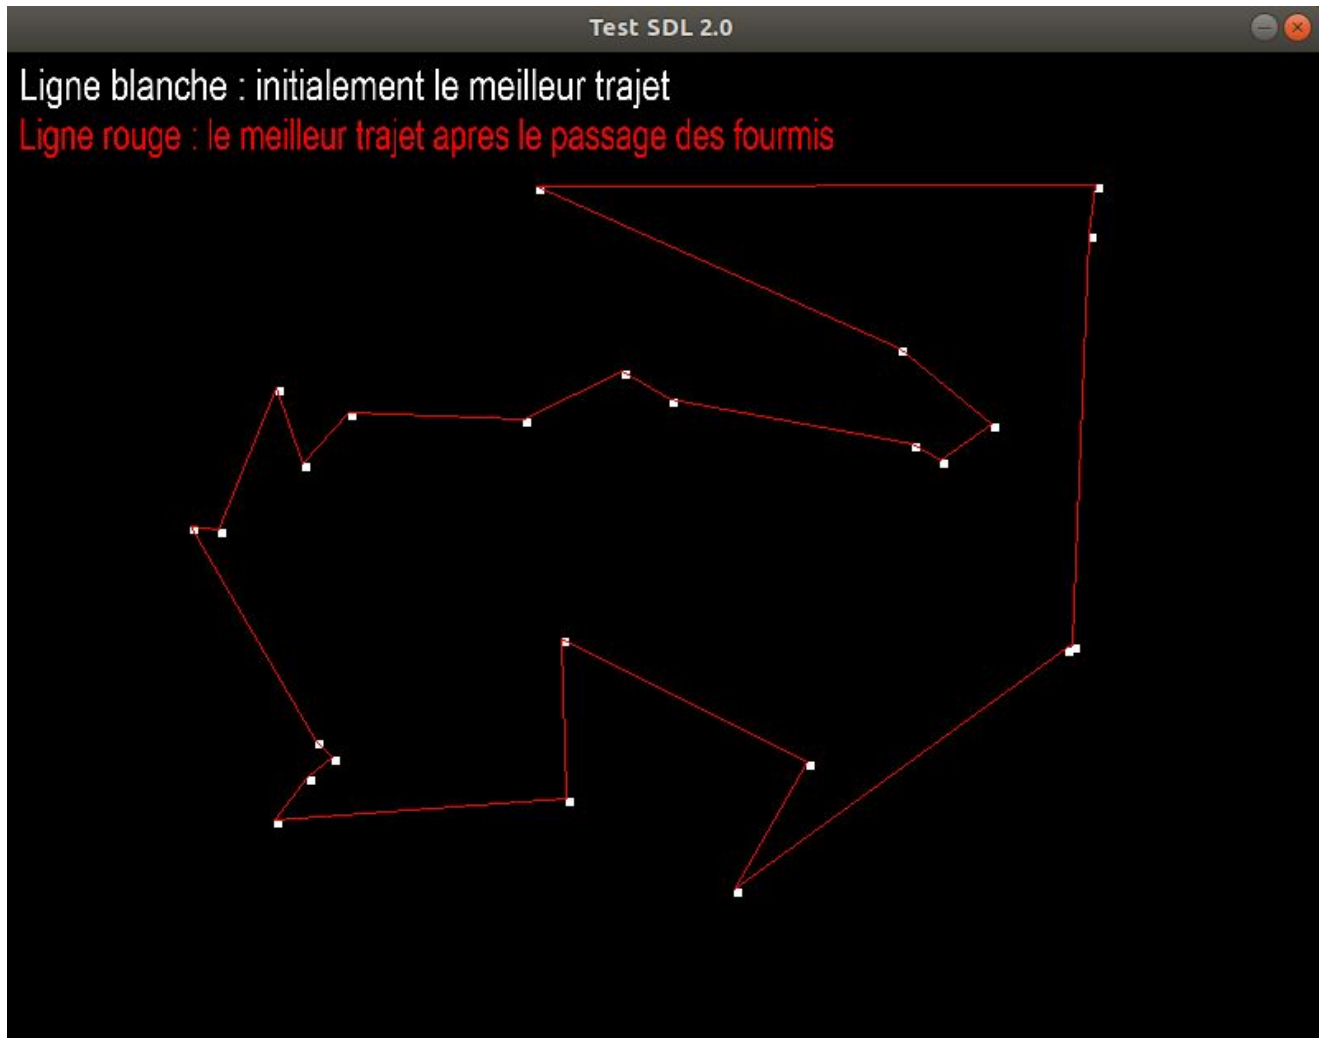 Test SDL 2.0
Ligne blanche : initialement le meilleur trajet
Ligne rouge : le meilleur trajet apres le passage des fourmis